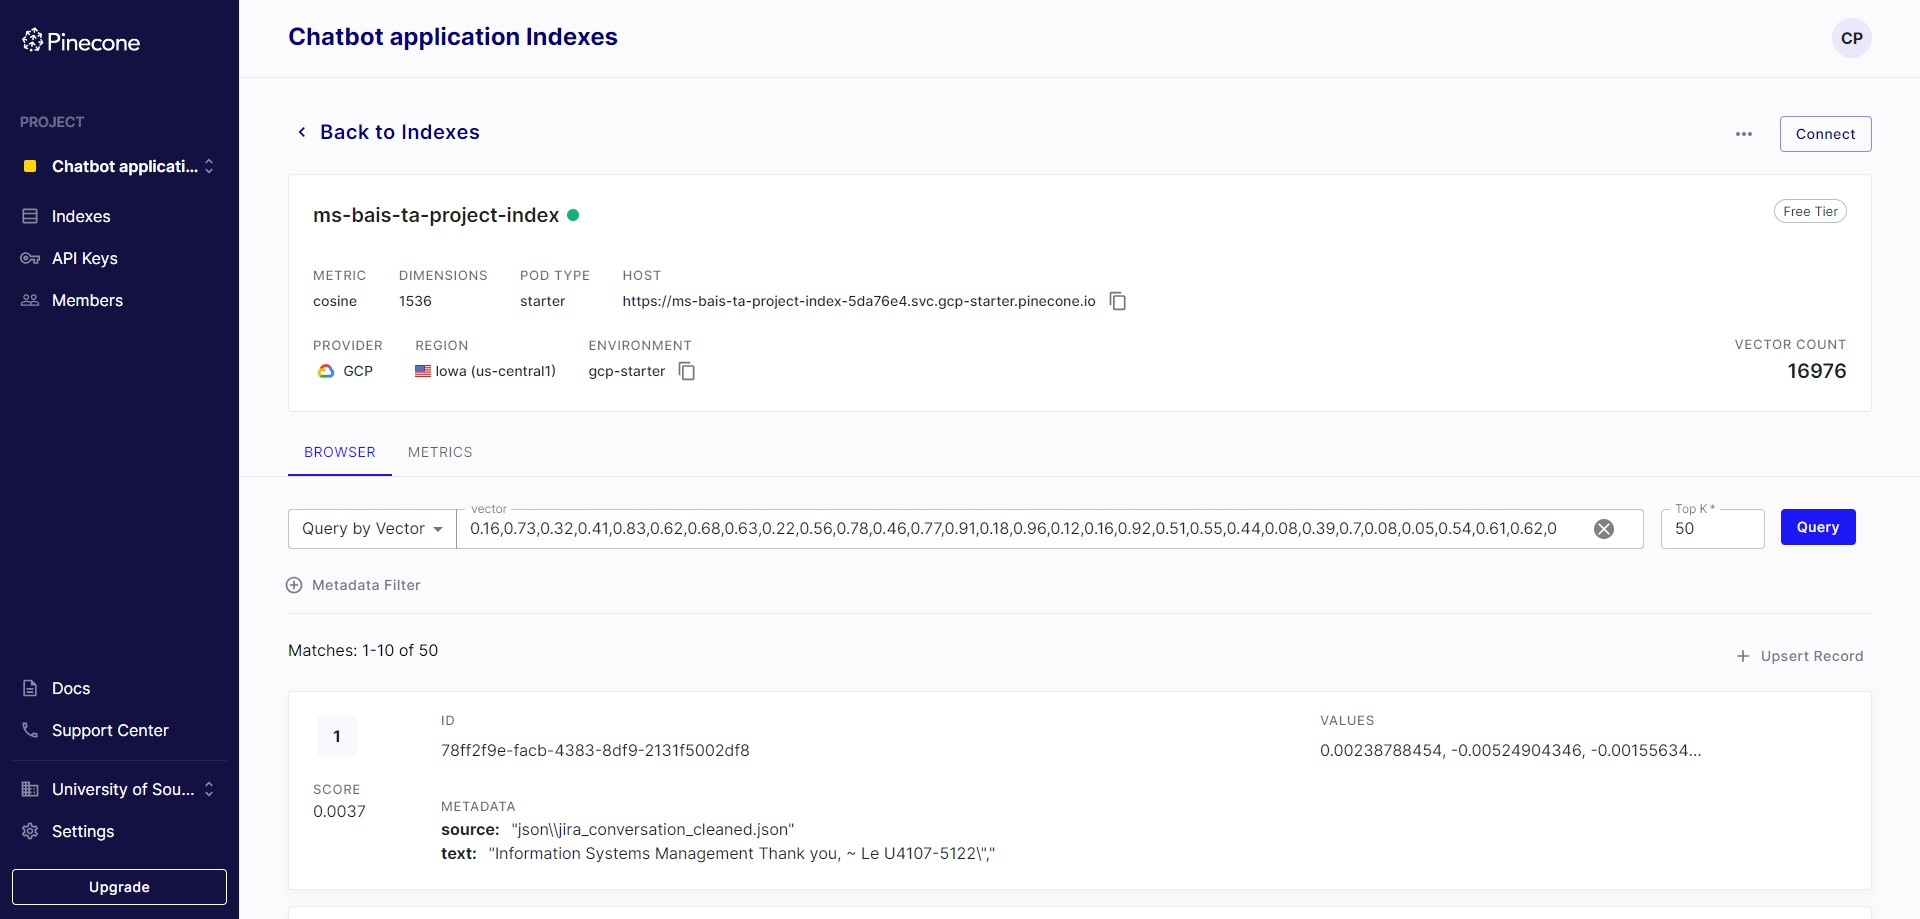 Pinecone
PROJECT
Chatbot applicati...
Indexes
API Keys
Members
Docs
Support Center
University of Sou...
Settings
Upgrade
Chatbot application Indexes
CP
Back to Indexes
Connect
ms-bais-ta-project-index
Free Tier
METRIC DIMENSIONS POD TYPE HOST
cosine 1536 starter https://ms-bais-ta-project-index-5da76e4.svc.gcp-starter.pinecone.io
PROVIDER REGION ENVIRONMENT VECTOR COUNT
GCP Iowa (us-central1) gcp-starter 16976
BROWSER METRICS
vector Top K *
Query by Vector 0.16,0.73,0.32,0.41,0.83,0.62,0.68,0.63,0.22,0.56,0.78,0.46,0.77,0.91,0.18,0.96,0.12,0.16,0.92,0.51,0.55,0.44,0.08,0.39,0.7,0.08,0.05,0.54,0.61,0.62,0 50 Query
Metadata Filter
Matches: 1-10 of 50
Upsert Record
1
ID
78ff2f9e-facb-4383-8df9-2131f5002df8
VALUES
0.00238788454, -0.00524904346, -0.00155634...
SCORE
0.0037
METADATA
source: "json\\jira_conversation_cleaned.json"
text: "Information Systems Management Thank you, ~ Le U4107-5122\","